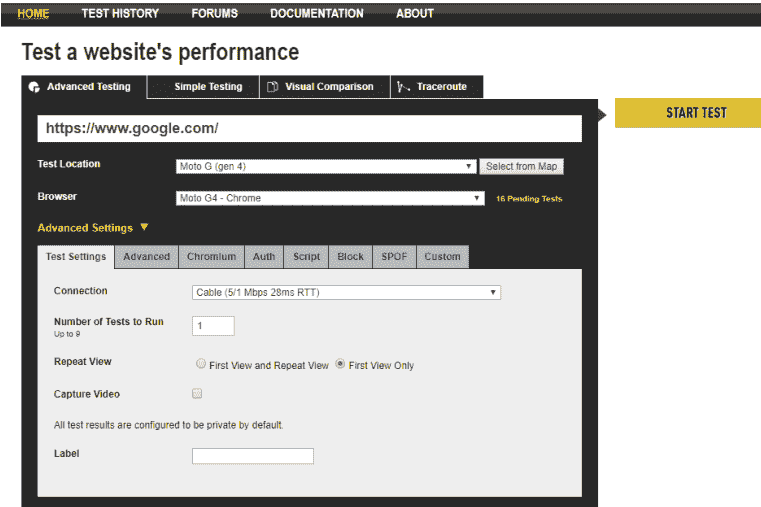 HOME TEST HISTORY FORUMS DOCUMENTATION ABOUT
Test a website's performance
Advanced Testing Simple Testing Visual Comparison Traceroute
START TEST
https://www.google.com/
Test Location Moto G (gen 4) Select from Map
Browser Moto G4 - Chrome 16 Pending Tests
Advanced Settings
Test Settings Advanced Chromium Auth Script Block SPOF Custom
Connection Cable (5/1 Mbps 28ms RTT)
Number of Tests to Run 1
Up to 9
Repeat View First View and Repeat View First View Only
Capture Video
All test results are configured to be private by default.
Label